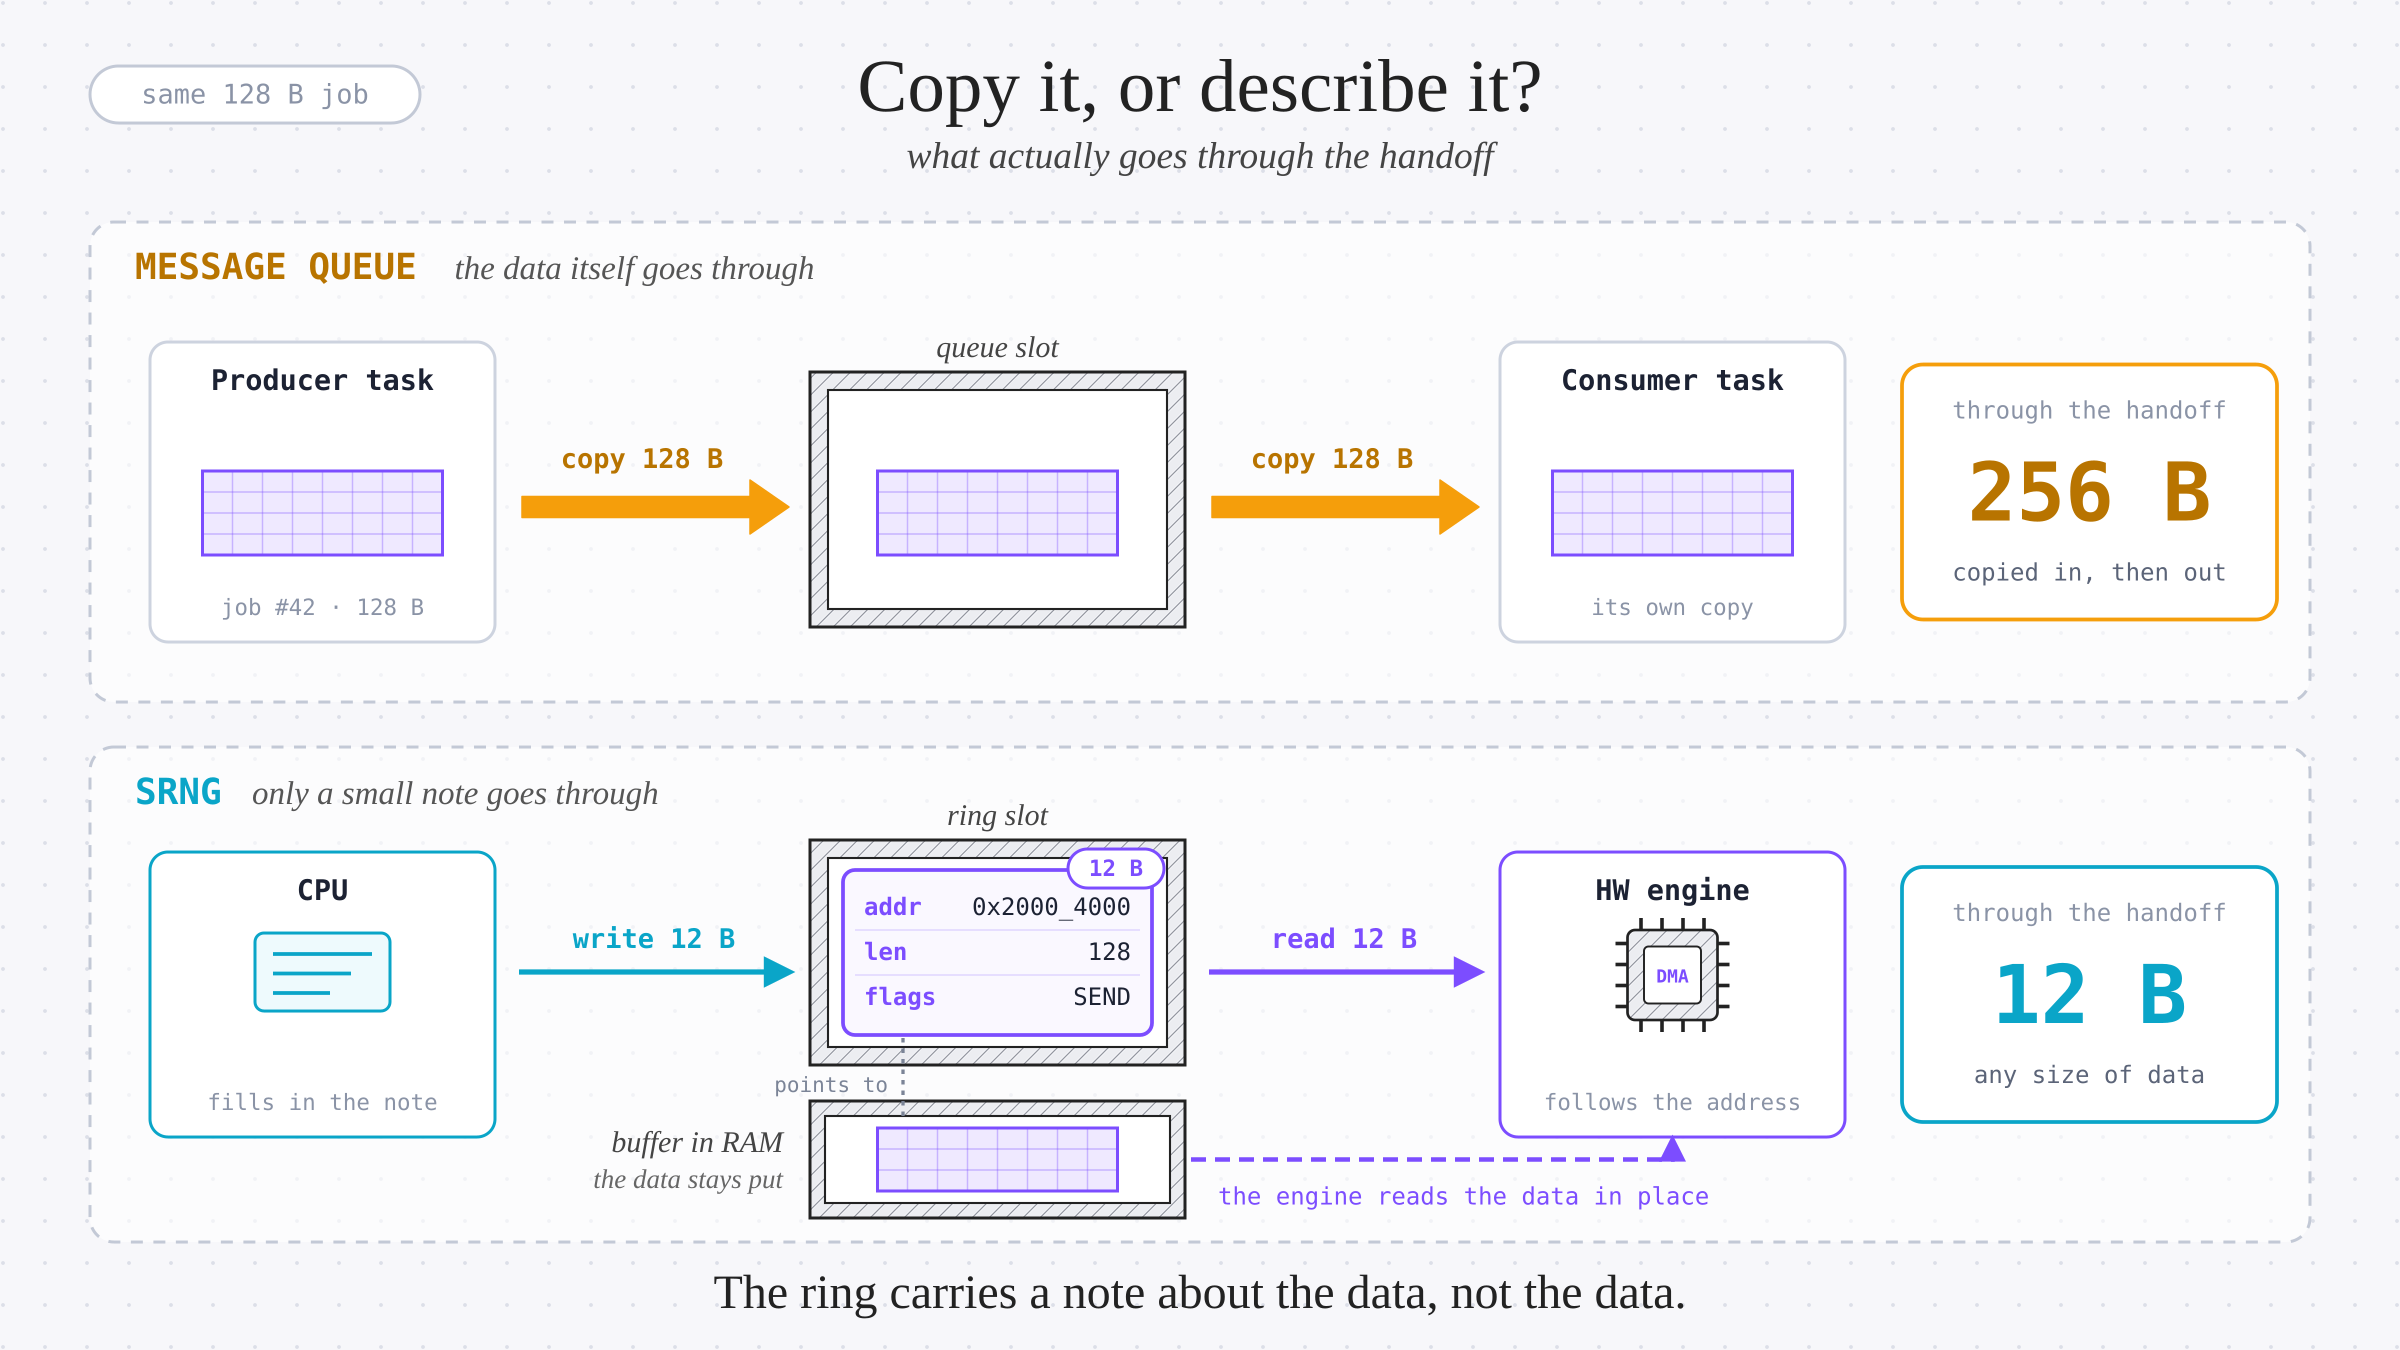 same 128 B job
Copy it, or describe it?
what actually goes through the handoff
MESSAGE QUEUE the data itself goes through
queue slot
Producer task
job #42 · 128 B
copy 128 B
copy 128 B
Consumer task
its own copy
through the handoff
256 B
copied in, then out
SRNG only a small note goes through
ring slot
CPU
fills in the note
write 12 B
12 B
addr 0x2000_4000
len 128
flags SEND
points to
buffer in RAM
the data stays put
read 12 B
HW engine
DMA
follows the address
the engine reads the data in place
through the handoff
12 B
any size of data
The ring carries a note about the data, not the data.